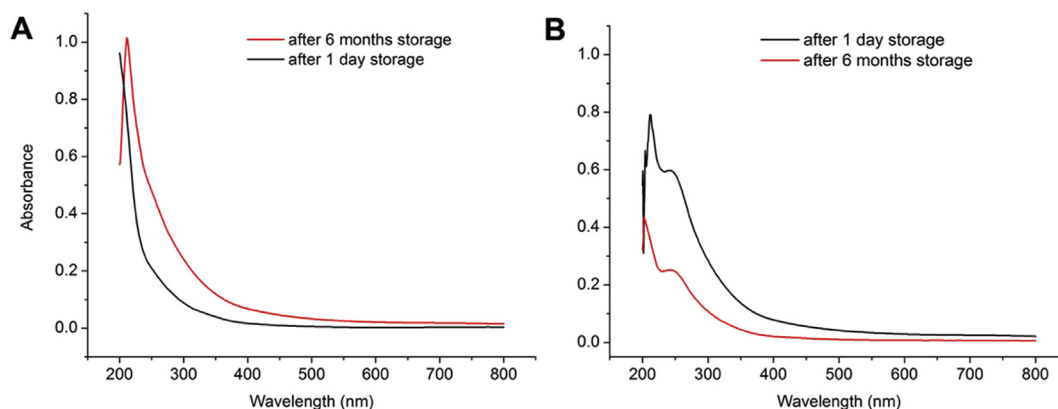 A
after 6 months storage
after 1 day storage
1.0
0.8
0.6
0.4
0.2
0.0
Absorbance
200 300 400 500 600 700 800
Wavelength (nm)
B
after 1 day storage
after 6 months storage
1.0
0.8
0.6
0.4
0.2
0.0
200 300 400 500 600 700 800
Wavelength (nm)